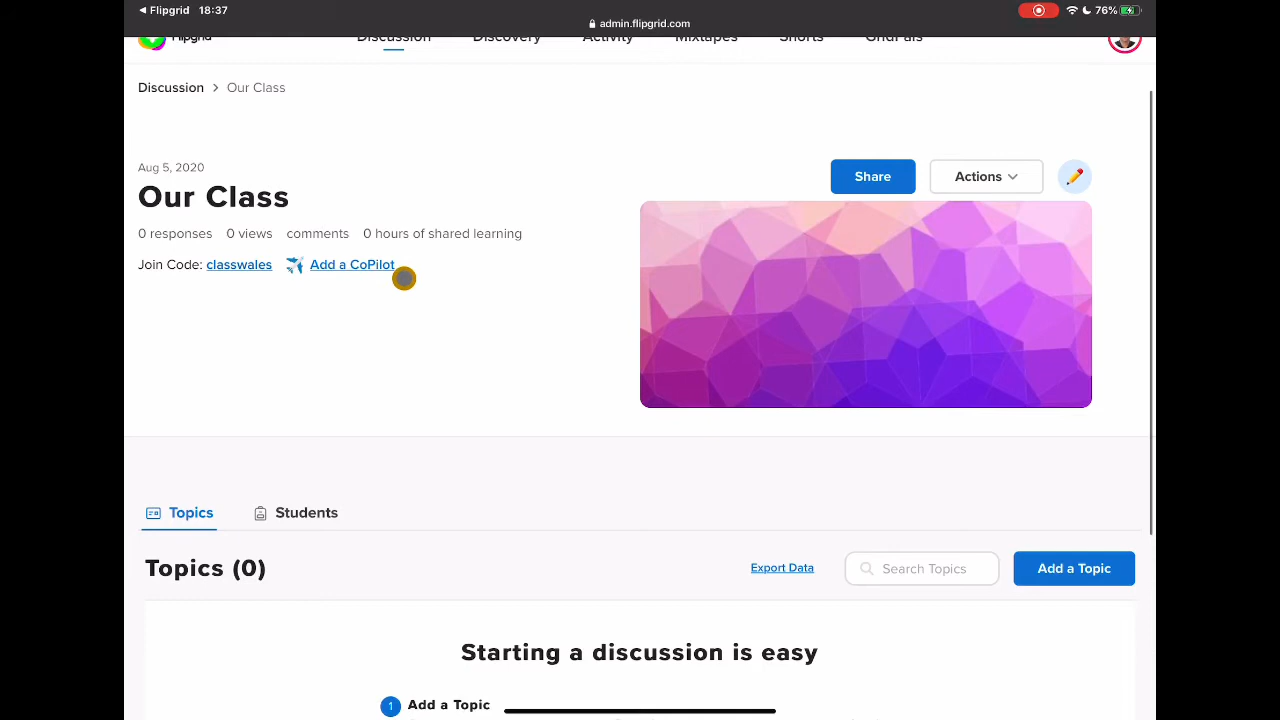 ◀ Flipgrid 18:37
76%
admin.flipgrid.com
Flipgrid Discussion Discovery Activity Mixtapes Shorts GridPals
Discussion > Our Class
Aug 5, 2020
Our Class
0 responses 0 views comments 0 hours of shared learning
Join Code: classwales Add a CoPilot
Share Actions
Topics Students
Topics (0)
Export Data Search Topics Add a Topic
Starting a discussion is easy
1 Add a Topic